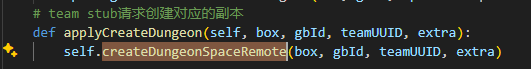 # team stub请求创建对应的副本
def applyCreateDungeon(self, box, gbId, teamUUID, extra):
self.createDungeonSpaceRemote(box, gbId, teamUUID, extra)